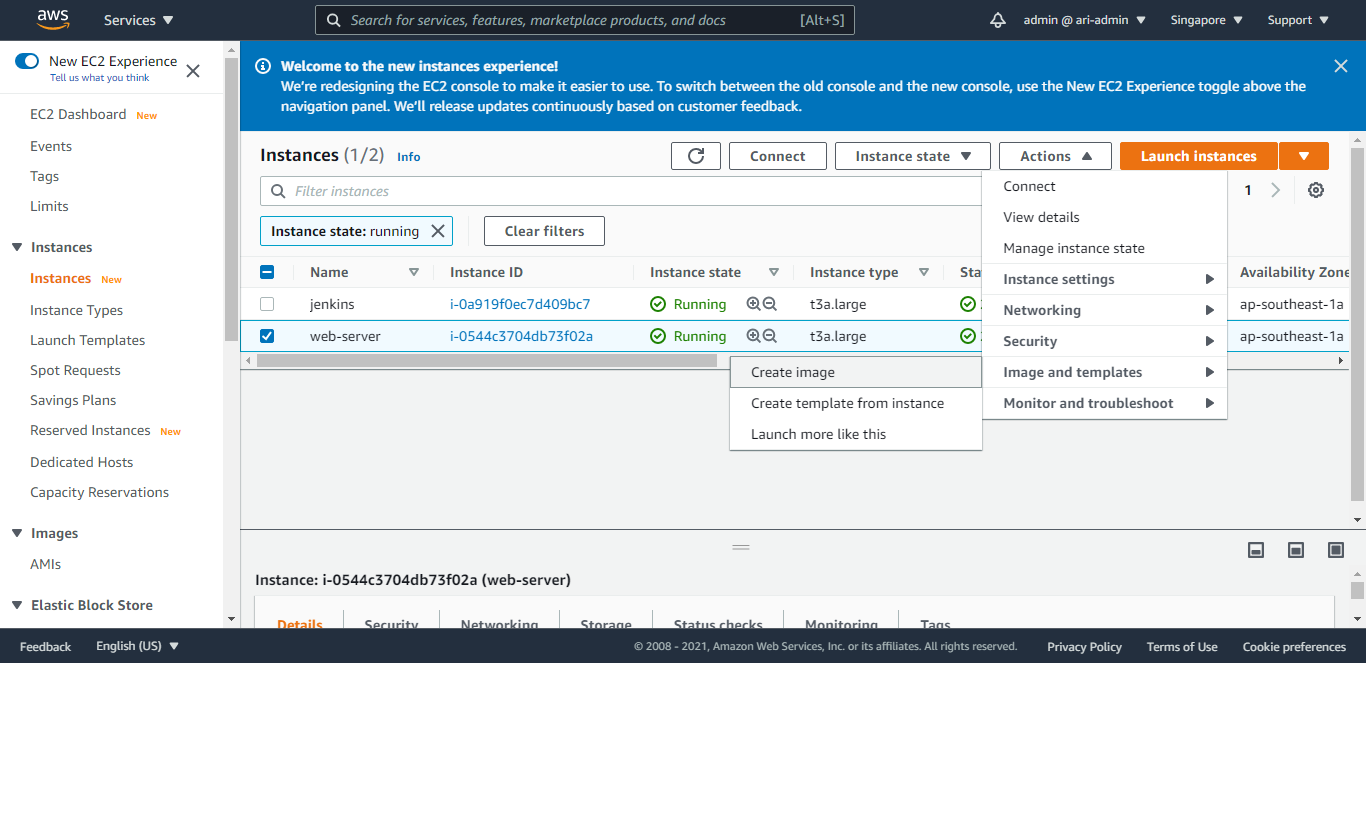 aws
Services
Search for services, features, marketplace products, and docs
[Alt+S]
admin @ ari-admin
Singapore
Support
New EC2 Experience
Tell us what you think
EC2 Dashboard New
Events
Tags
Limits
Instances
Instances New
Instance Types
Launch Templates
Spot Requests
Savings Plans
Reserved Instances New
Dedicated Hosts
Capacity Reservations
Images
AMIs
Elastic Block Store
Welcome to the new instances experience!
We're redesigning the EC2 console to make it easier to use. To switch between the old console and the new console, use the New EC2 Experience toggle above the
navigation panel. We'll release updates continuously based on customer feedback.
Instances (1/2) Info
Connect
Instance state
Actions
Launch instances
Filter instances
1
Instance state: running
Clear filters
Name
Instance ID
Instance state
Instance type
Sta
Availability Zone
jenkins
i-0a919f0ec7d409bc7
Running
t3a.large
ap-southeast-1a
web-server
i-0544c3704db73f02a
Running
t3a.large
ap-southeast-1a
Connect
View details
Manage instance state
Instance settings
Networking
Security
Image and templates
Monitor and troubleshoot
Create image
Create template from instance
Launch more like this
Instance: i-0544c3704db73f02a (web-server)
Details
Security
Networking
Storage
Status checks
Monitoring
Tags
Feedback
English (US)
© 2008 - 2021, Amazon Web Services, Inc. or its affiliates. All rights reserved.
Privacy Policy
Terms of Use
Cookie preferences